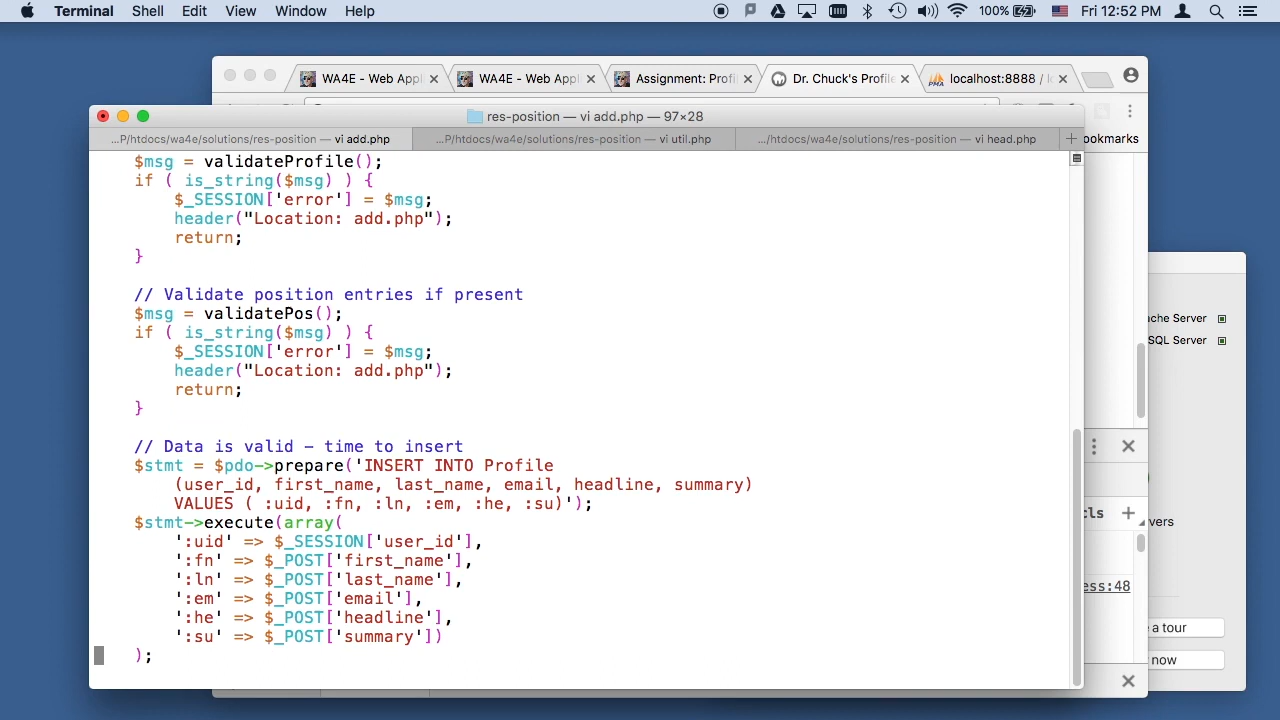 Terminal Shell Edit View Window Help 100% Fri 12:52 PM
WA4E - Web Appl WA4E - Web Appl Assignment: Profi Dr. Chuck's Profile localhost:8888 / lo
res-position — vi add.php — 97×28
...P/htdocs/wa4e/solutions/res-position — vi add.php ...P/htdocs/wa4e/solutions/res-position — vi util.php .../htdocs/wa4e/solutions/res-position — vi head.php ookmarks
$msg = validateProfile();
if ( is_string($msg) ) {
$_SESSION['error'] = $msg;
header("Location: add.php");
return;
}
// Validate position entries if present
$msg = validatePos();
if ( is_string($msg) ) {
$_SESSION['error'] = $msg;
header("Location: add.php");
return;
}
// Data is valid - time to insert
$stmt = $pdo->prepare('INSERT INTO Profile
(user_id, first_name, last_name, email, headline, summary)
VALUES ( :uid, :fn, :ln, :em, :he, :su)');
$stmt->execute(array(
':uid' => $_SESSION['user_id'],
':fn' => $_POST['first_name'],
':ln' => $_POST['last_name'],
':em' => $_POST['email'],
':he' => $_POST['headline'],
':su' => $_POST['summary'])
);
ache Server
SQL Server
cls
vers
ess:48
a tour
now